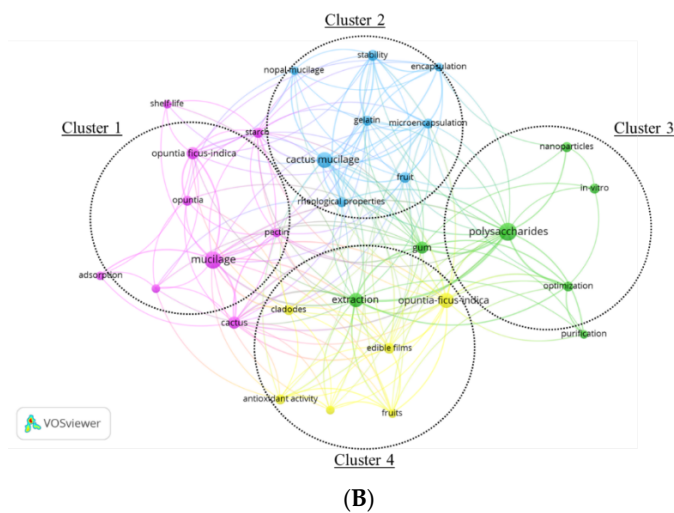 Cluster 2
stability
nopal-mucilage
encapsulation
shelf-life
Cluster 1
starch
gelatin
microencapsulation
Cluster 3
opuntia ficus-indica
cactus mucilage
nanoparticles
fruit
in-vitro
opuntia
rheological properties
pectin
polysaccharides
gum
mucilage
adsorption
optimization
extraction
opuntia-ficus-indica
cladodes
cactus
purification
edible films
antioxidant activity
fruits
VOSviewer
Cluster 4
(B)